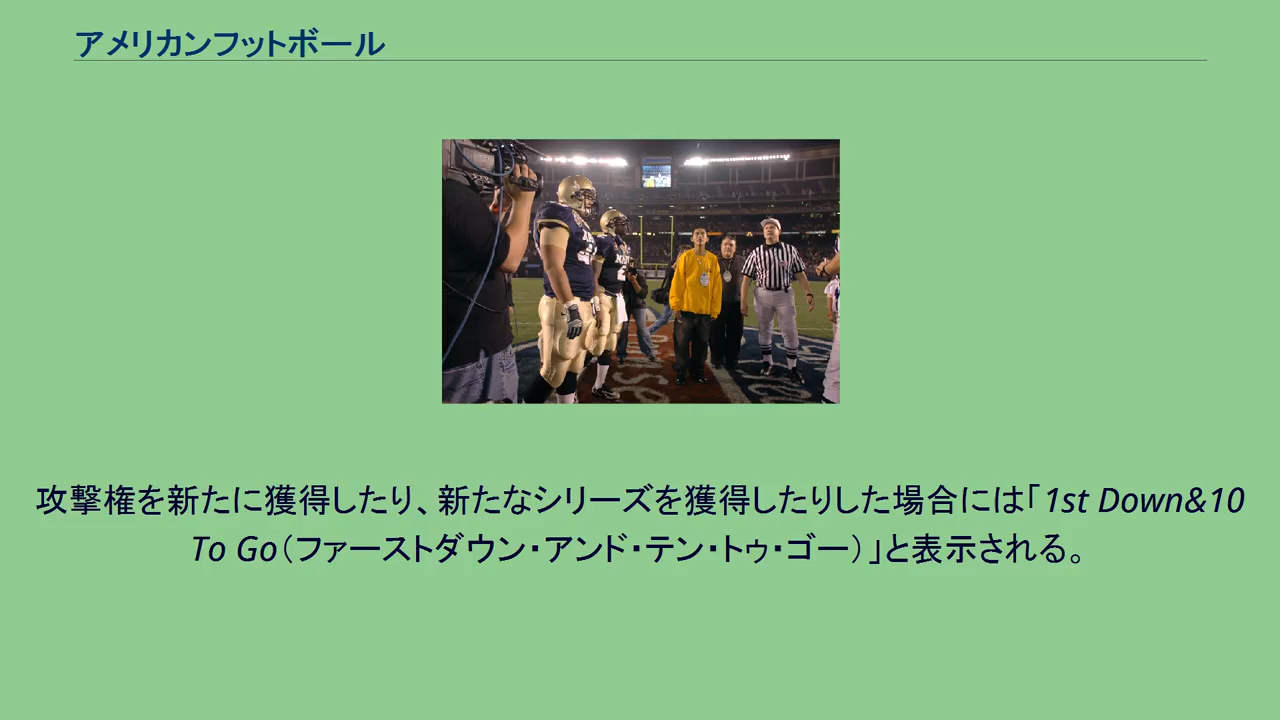 アメリカンフットボール
攻撃権を新たに獲得したり、新たなシリーズを獲得したりした場合には「1st Down&10
To Go(ファーストダウン・アンド・テン・トゥ・ゴー)」と表示される。